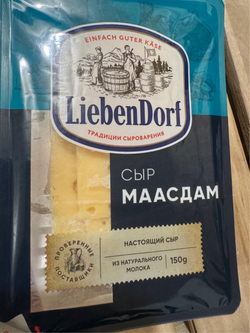 EINFACH GUTER KÄSE
LiebenDorf
ТРАДИЦИИ СЫРОВАРЕНИЯ
СЫР
МААСДАМ
ПРОВЕРЕННЫЕ
ПОСТАВЩИКИ
НАСТОЯЩИЙ СЫР
ИЗ НАТУРАЛЬНОГО
МОЛОКА
150g